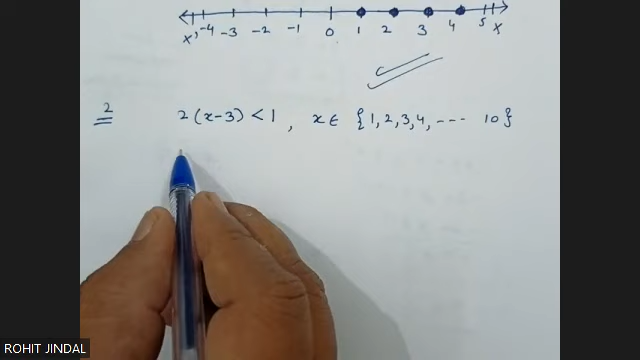 x' -4 -3 -2 -1 0 1 2 3 4 5 x
2 2(x-3) < 1, x ∈ {1, 2, 3, 4, --- 10}
ROHIT JINDAL